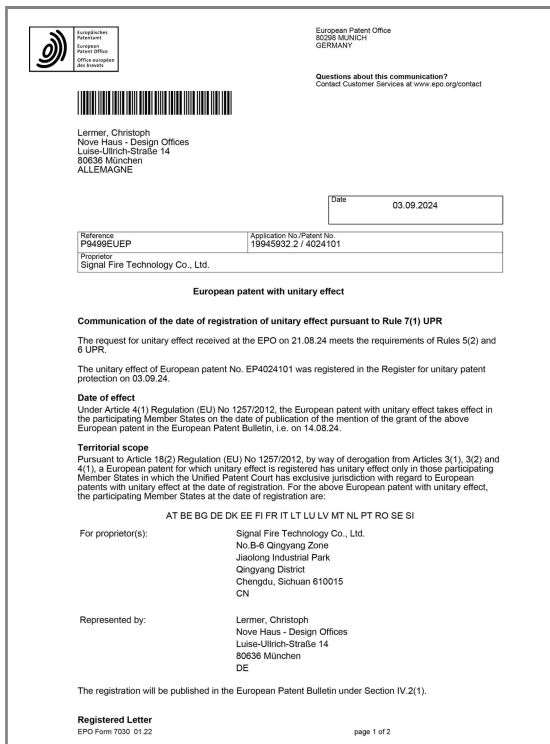 Europäisches
Patentamt
European
Patent Office
Office européen
des brevets
European Patent Office
80298 MUNICH
GERMANY
Questions about this communication?
Contact Customer Services at www.epo.org/contact
Lermer, Christoph
Nove Haus - Design Offices
Luise-Ullrich-Straße 14
80636 München
ALLEMAGNE
Date
03.09.2024
Reference
P9499EUEP
Application No./Patent No.
19945932.2 / 4024101
Proprietor
Signal Fire Technology Co., Ltd.
European patent with unitary effect
Communication of the date of registration of unitary effect pursuant to Rule 7(1) UPR
The request for unitary effect received at the EPO on 21.08.24 meets the requirements of Rules 5(2) and
6 UPR.
The unitary effect of European patent No. EP4024101 was registered in the Register for unitary patent
protection on 03.09.24.
Date of effect
Under Article 4(1) Regulation (EU) No 1257/2012, the European patent with unitary effect takes effect in
the participating Member States on the date of publication of the mention of the grant of the above
European patent in the European Patent Bulletin, i.e. on 14.08.24.
Territorial scope
Pursuant to Article 18(2) Regulation (EU) No 1257/2012, by way of derogation from Articles 3(1), 3(2) and
4(1), a European patent for which unitary effect is registered has unitary effect only in those participating
Member States in which the Unified Patent Court has exclusive jurisdiction with regard to European
patents with unitary effect at the date of registration. For the above European patent with unitary effect,
the participating Member States at the date of registration are:
AT BE BG DE DK EE FI FR IT LT LU LV MT NL PT RO SE SI
For proprietor(s):
Signal Fire Technology Co., Ltd.
No.B-6 Qingyang Zone
Jiaolong Industrial Park
Qingyang District
Chengdu, Sichuan 610015
CN
Represented by:
Lermer, Christoph
Nove Haus - Design Offices
Luise-Ullrich-Straße 14
80636 München
DE
The registration will be published in the European Patent Bulletin under Section IV.2(1).
Registered Letter
EPO Form 7030 01.22
page 1 of 2